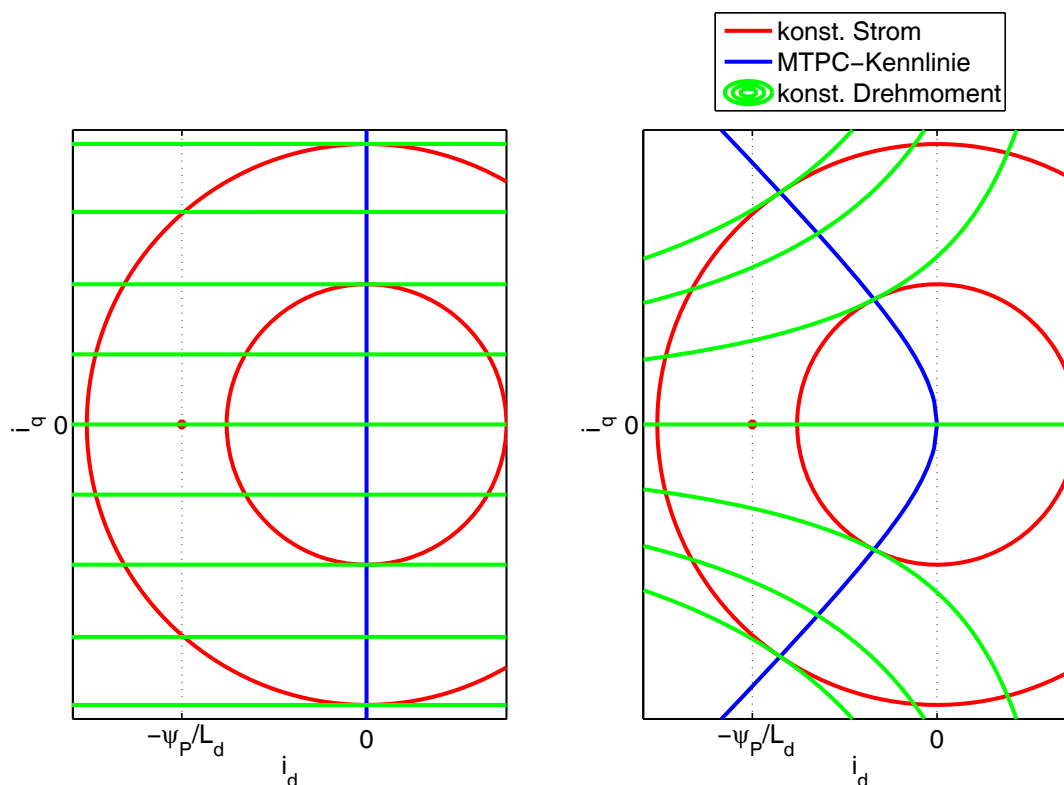 konst. Strom
MTPC−Kennlinie
konst. Drehmoment
i_q
0
−ψ_P/L_d
0
i_d
i_q
0
−ψ_P/L_d
0
i_d